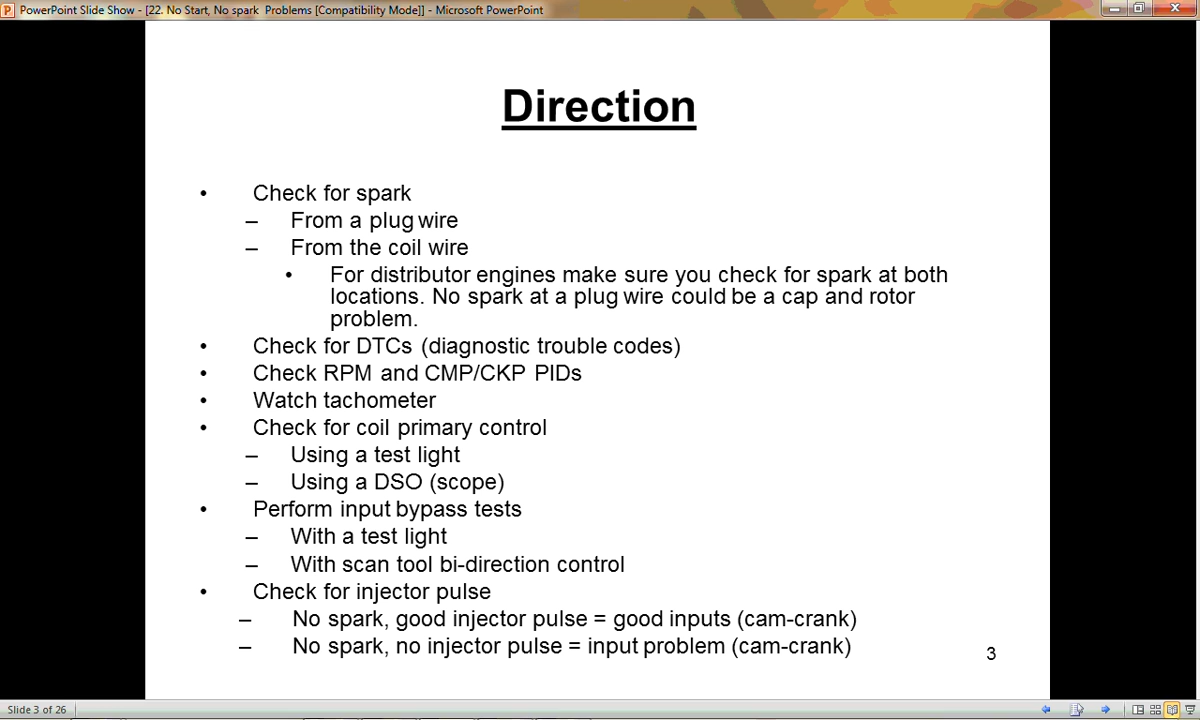 PowerPoint Slide Show - [22. No Start, No spark  Problems [Compatibility Mode]] - Microsoft PowerPoint
Direction
• Check for spark
– From a plug wire
– From the coil wire
• For distributor engines make sure you check for spark at both
locations. No spark at a plug wire could be a cap and rotor
problem.
• Check for DTCs (diagnostic trouble codes)
• Check RPM and CMP/CKP PIDs
• Watch tachometer
• Check for coil primary control
– Using a test light
– Using a DSO (scope)
• Perform input bypass tests
– With a test light
– With scan tool bi-direction control
• Check for injector pulse
– No spark, good injector pulse = good inputs (cam-crank)
– No spark, no injector pulse = input problem (cam-crank)
3
Slide 3 of 26